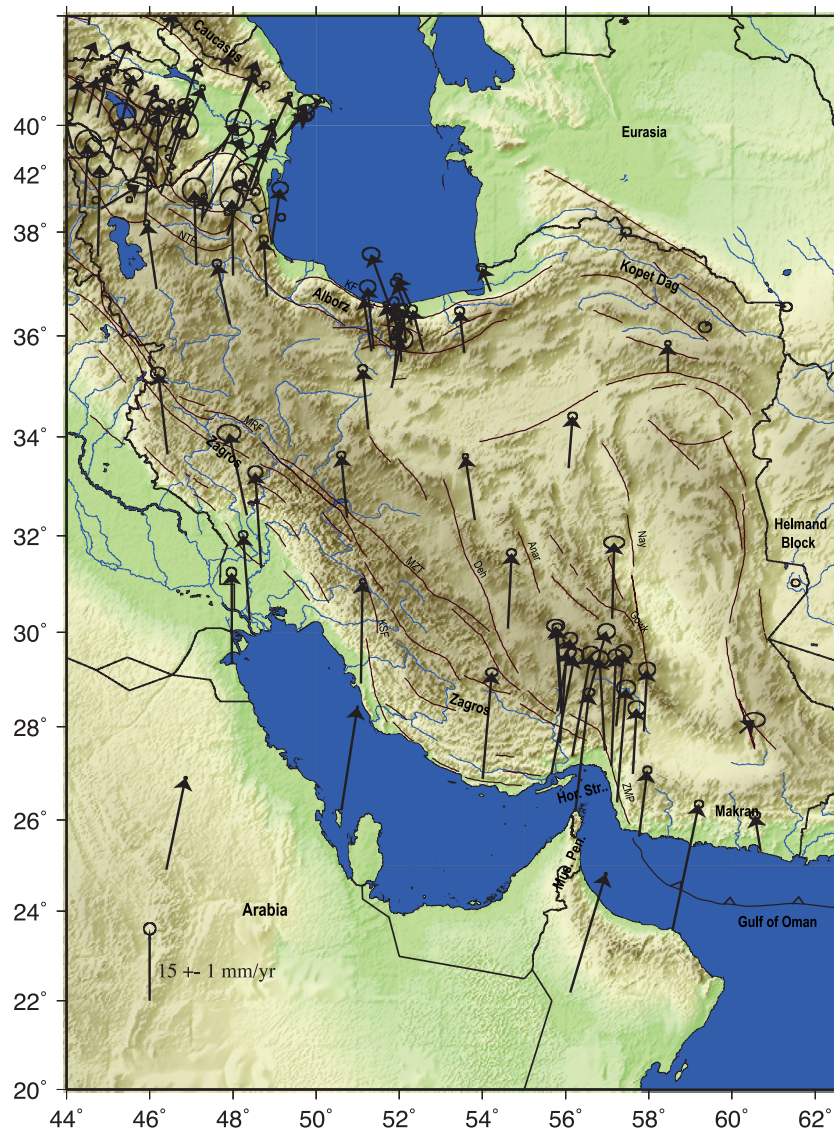 Caucasus
40°
Eurasia
42°
NTF
38°
Kopet Dag
KF
Alborz
36°
MRF
34°
Zagros
Helmand
Block
32°
Anar
Nay
MZT
Deh
Gowk
KSF
30°
Zagros
28°
ZMP
Hor. Str..
Makran
26°
Mus. Pen.
Arabia
24°
Gulf of Oman
15 +- 1 mm/yr
22°
20°
44° 46° 48° 50° 52° 54° 56° 58° 60° 62°